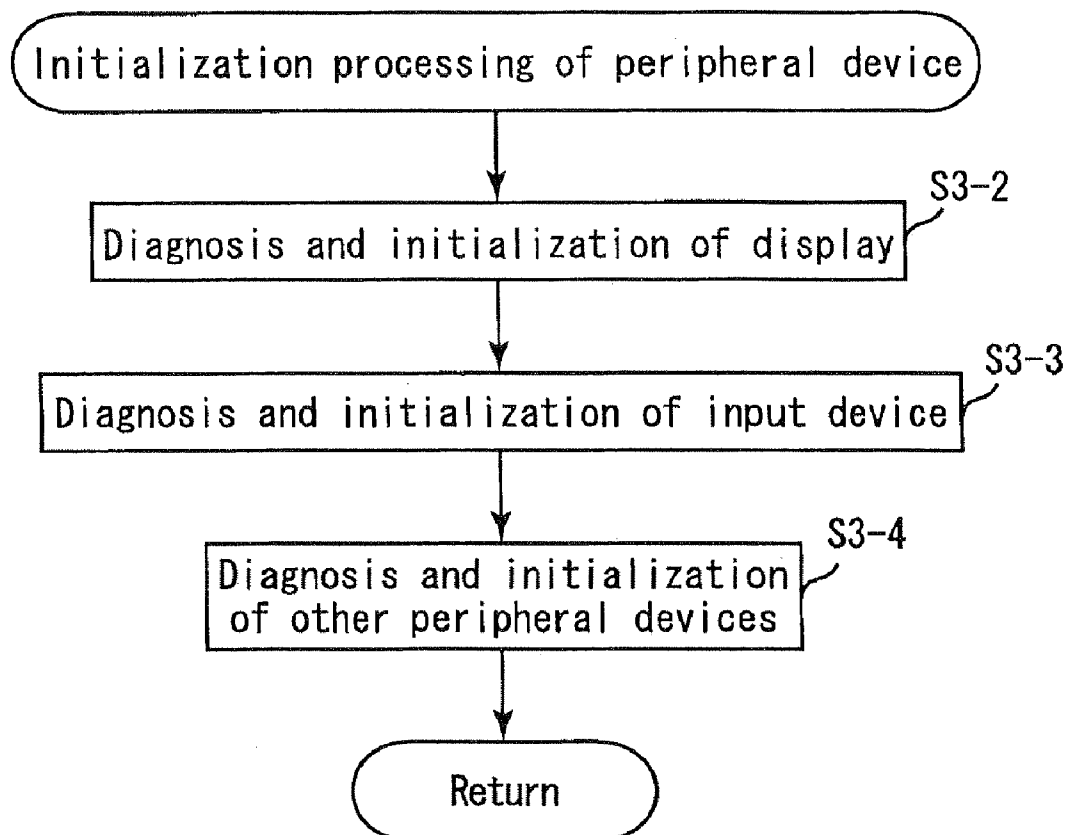 Initialization processing of peripheral device
S3-2
Diagnosis and initialization of display
S3-3
Diagnosis and initialization of input device
S3-4
Diagnosis and initialization
of other peripheral devices
Return